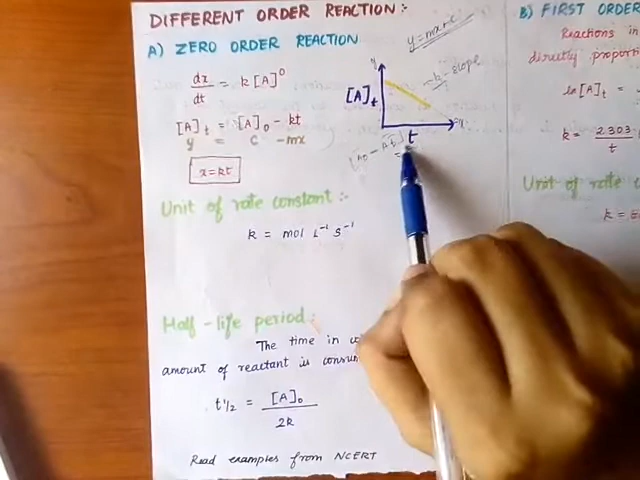 DIFFERENT ORDER REACTION:-
A) ZERO ORDER REACTION
dx/dt = k[A]⁰
[A]t = [A]₀ - kt
y = c - mx
x = kt
y = mx+c
y
[A]t
-k = slope
x
t
Unit of rate constant:
k = mol L⁻¹ s⁻¹
Half-life period:
The time in
amount of reactant is
t½ = [A]₀/2k
Read examples from NCERT
B) FIRST ORDER
Reactions in
directly
ln[A]t =
k = 2.303/t
Unit of rate
k =